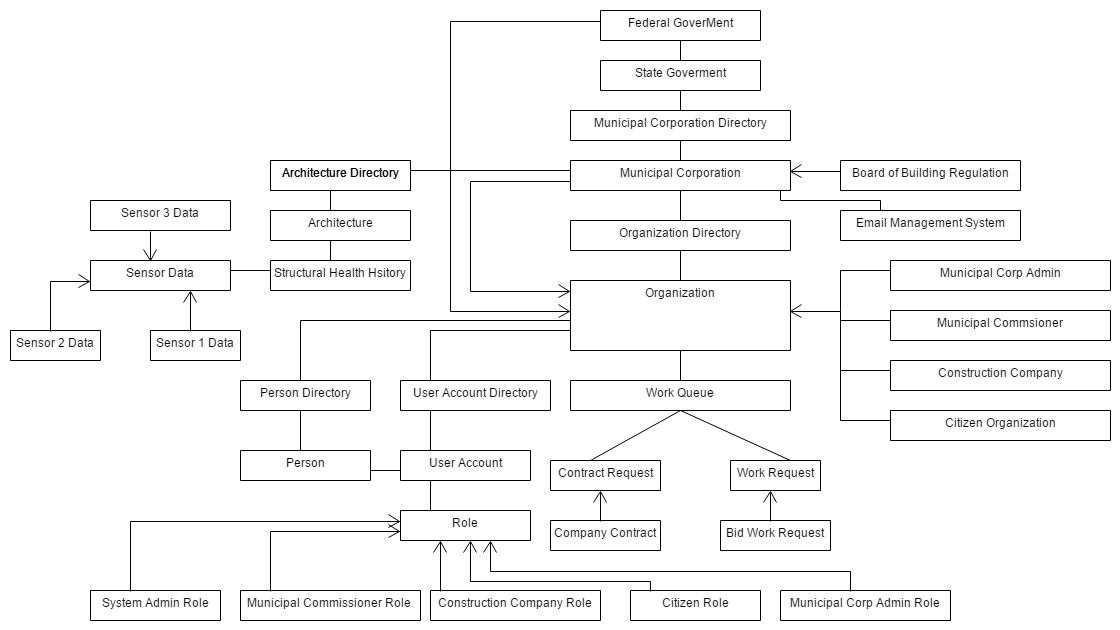 Federal GoverMent
State Goverment
Municipal Corporation Directory
Architecture Directory
Municipal Corporation
Board of Building Regulation
Sensor 3 Data
Architecture
Organization Directory
Email Management System
Sensor Data
Structural Health Hsitory
Organization
Municipal Corp Admin
Sensor 2 Data
Sensor 1 Data
Municipal Commsioner
Person Directory
User Account Directory
Work Queue
Construction Company
Citizen Organization
Person
User Account
Contract Request
Work Request
Role
Company Contract
Bid Work Request
System Admin Role
Municipal Commissioner Role
Construction Company Role
Citizen Role
Municipal Corp Admin Role